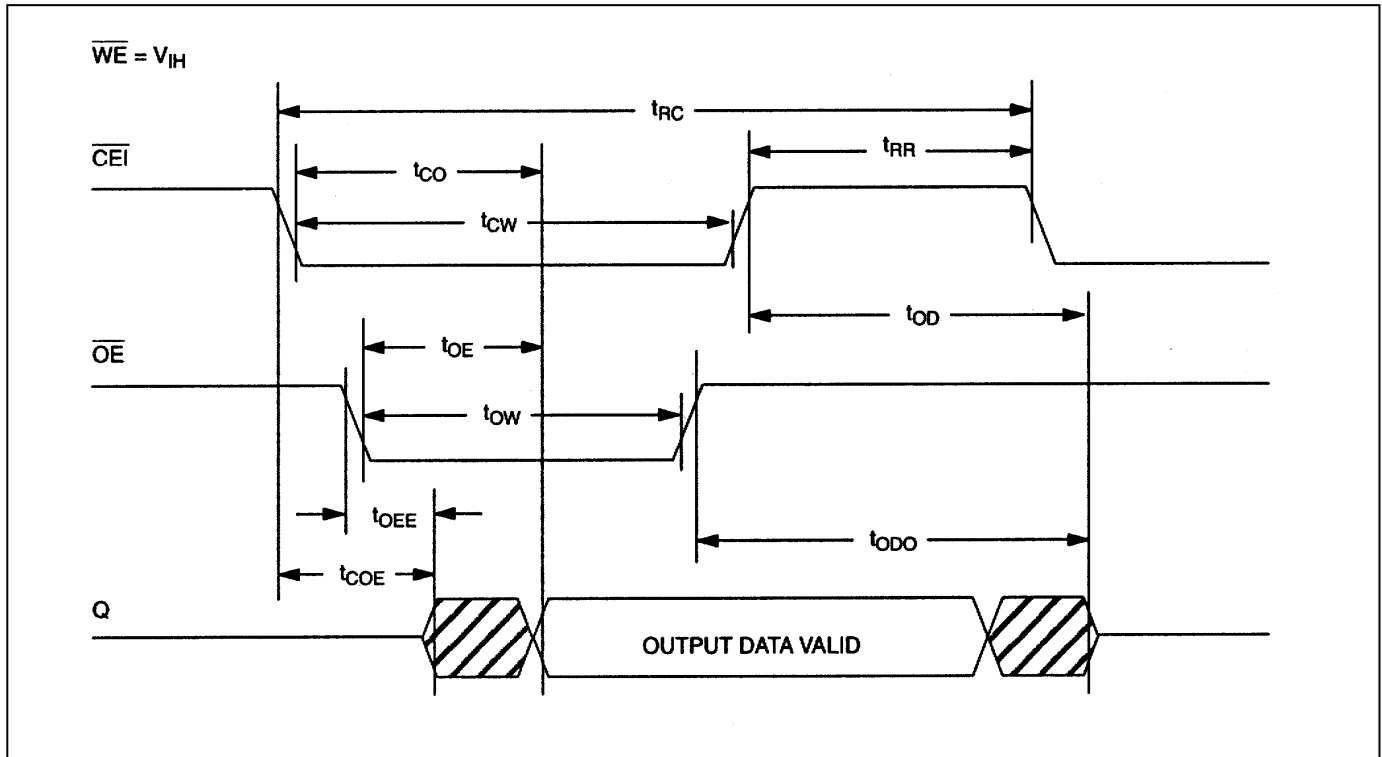 WE = VIH
tRC
CEI
tRR
tCO
tCW
tOD
OE
tOE
tOW
tOEE
tODO
tCOE
Q
OUTPUT DATA VALID